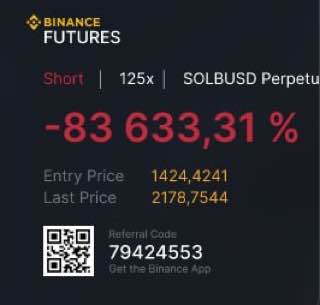 BINANCE
FUTURES
Short | 125x | SOLBUSD Perpetu
-83 633,31 %
Entry Price 1424,4241
Last Price 2178,7544
Referral Code
79424553
Get the Binance App